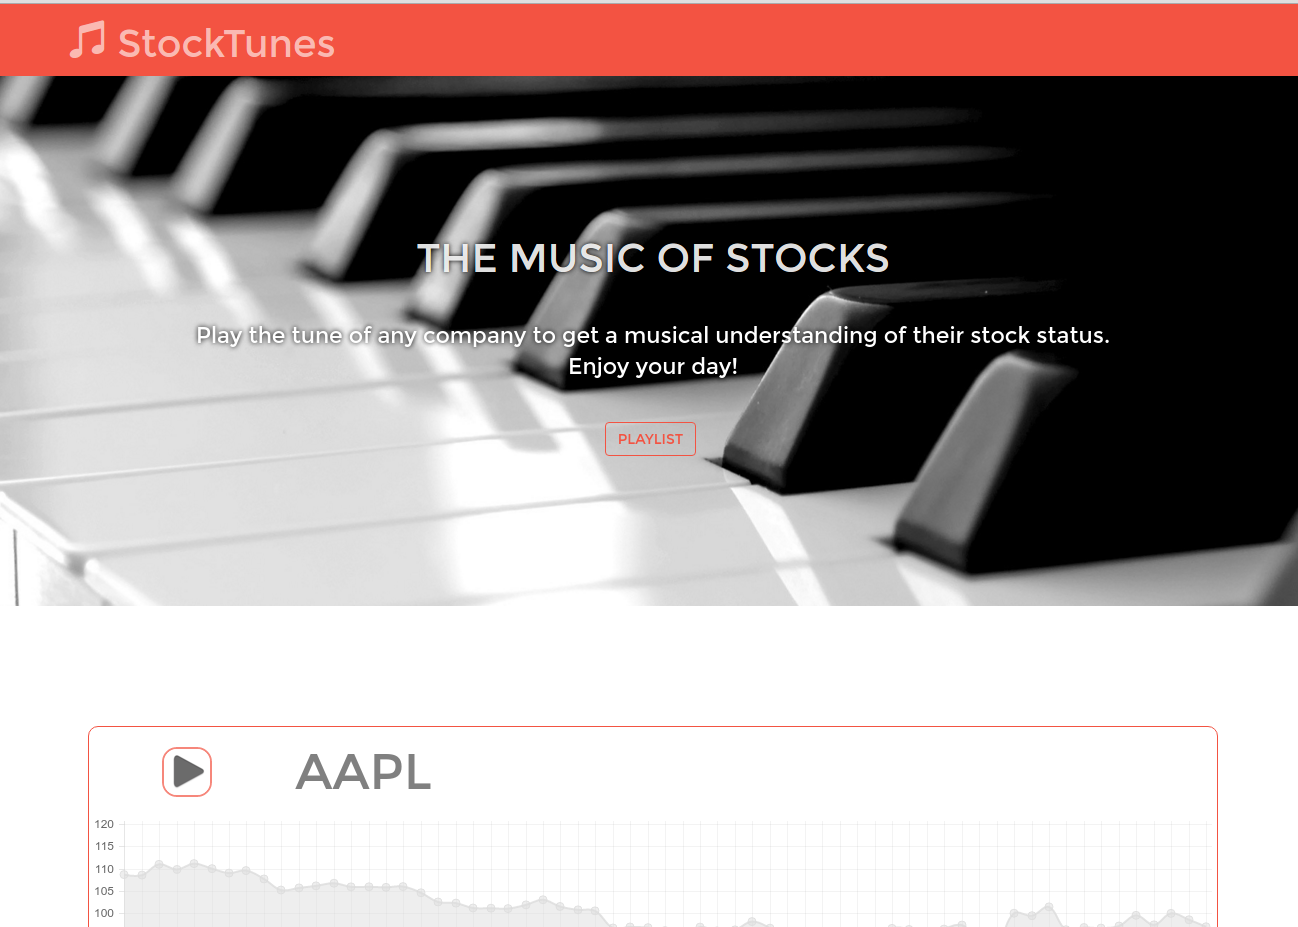 StockTunes
THE MUSIC OF STOCKS
Play the tune of any company to get a musical understanding of their stock status.
Enjoy your day!
PLAYLIST
AAPL
120
115
110
105
100